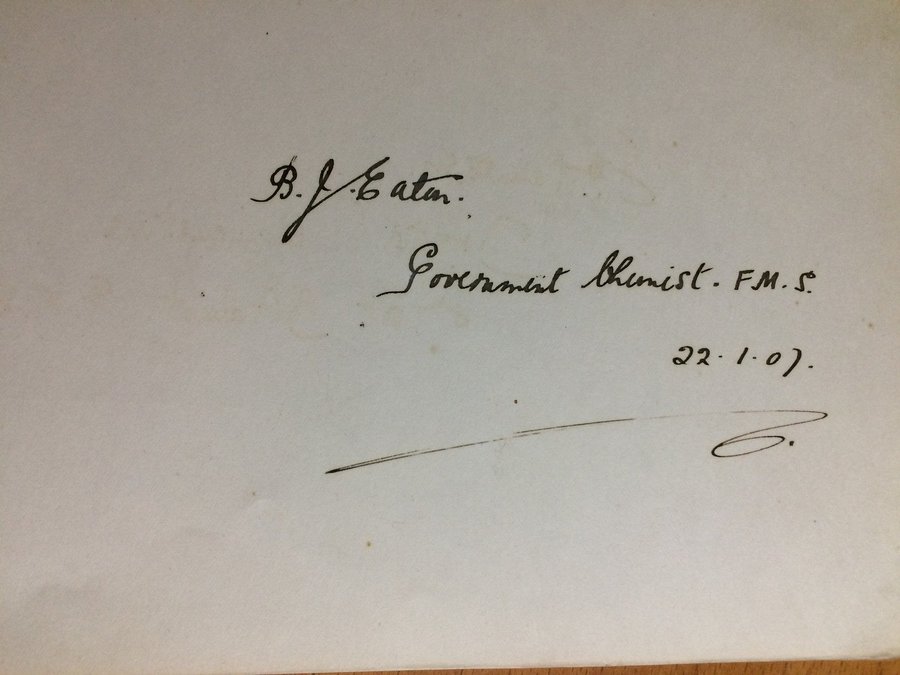 B. J. Eaton.
Government Chemist. F.M.S.
22.1.07.